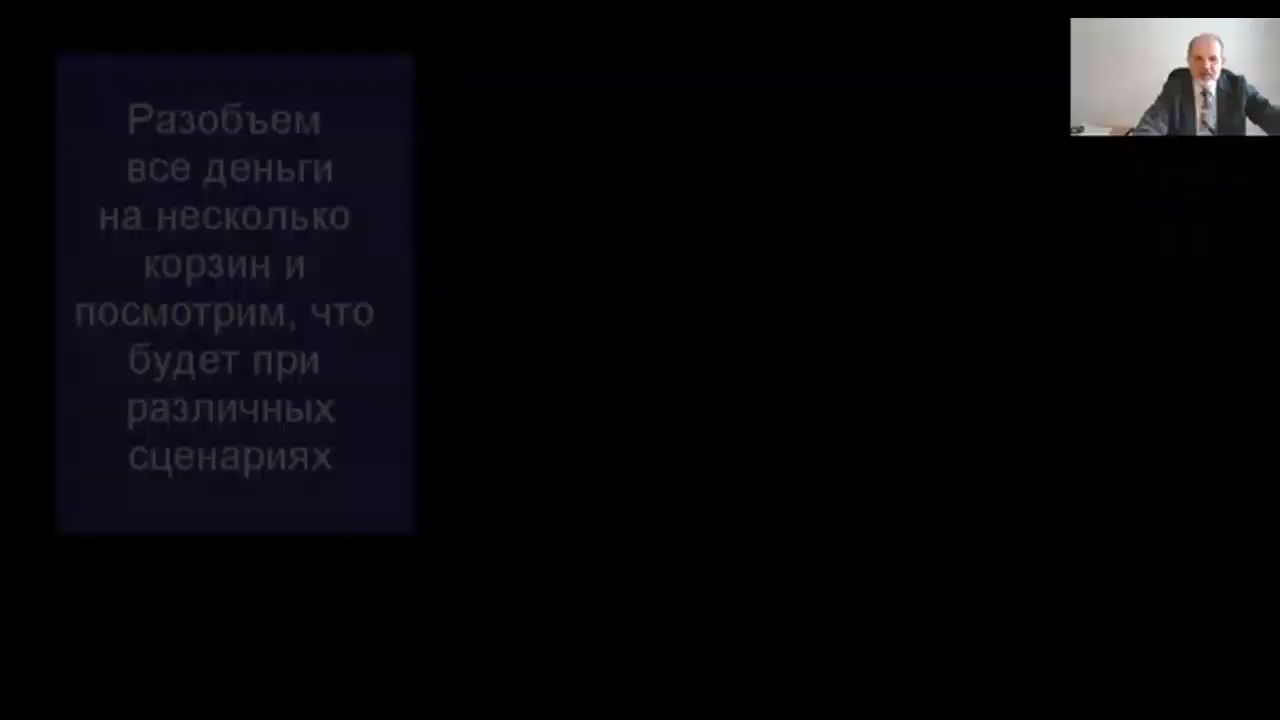 Разобъем
все деньги
на несколько
корзин и
посмотрим, что
будет при
различных
сценариях